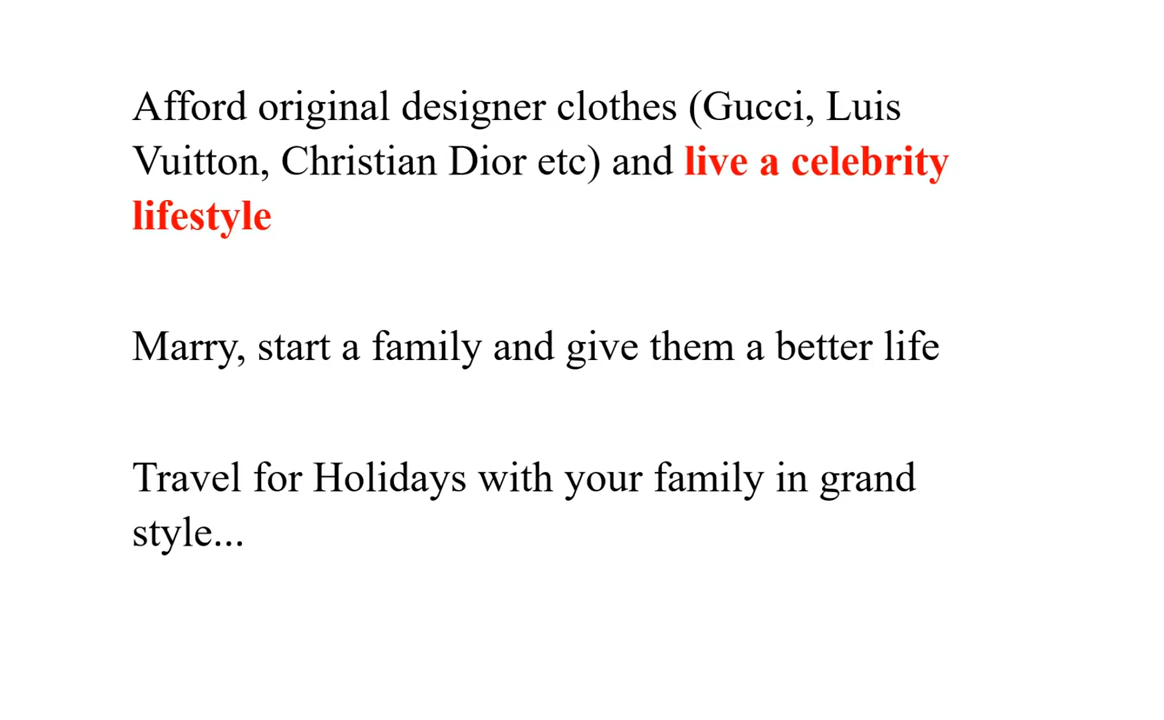 Afford original designer clothes (Gucci, Luis
Vuitton, Christian Dior etc) and live a celebrity
lifestyle
Marry, start a family and give them a better life
Travel for Holidays with your family in grand
style...